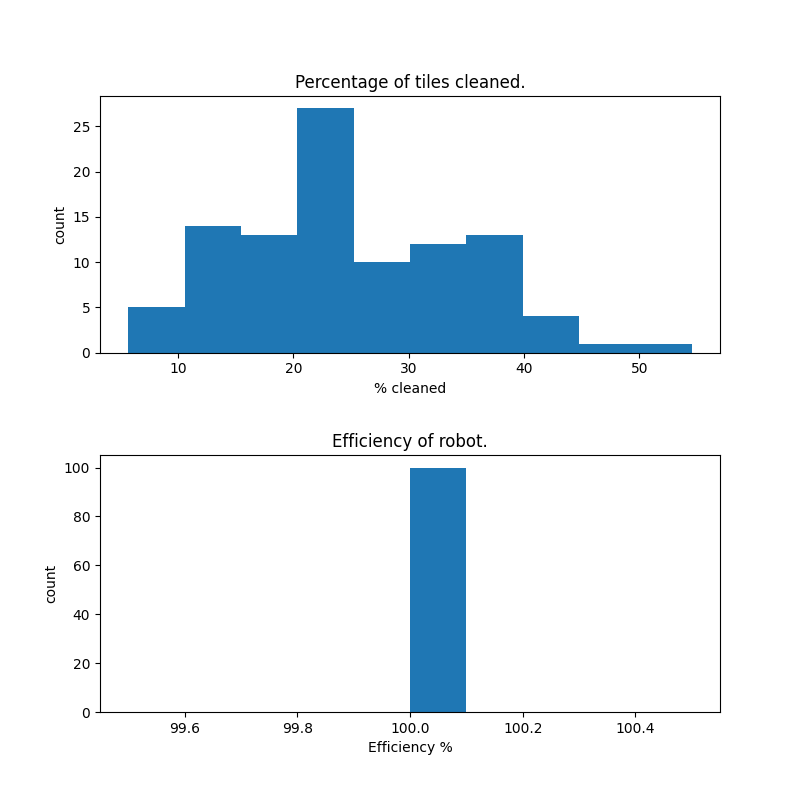 Percentage of tiles cleaned.
25
20
15
10
5
0
count
10 20 30 40 50
% cleaned
Efficiency of robot.
100
80
60
40
20
0
count
99.6 99.8 100.0 100.2 100.4
Efficiency %